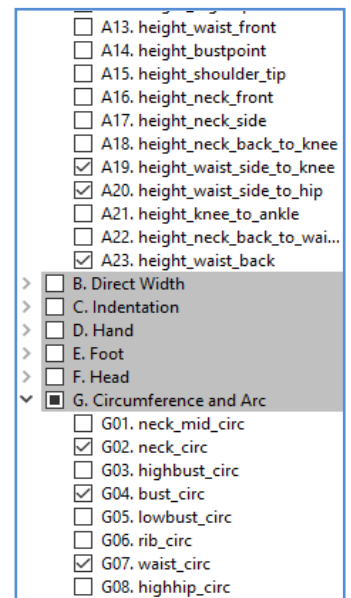 A13. height_waist_front
A14. height_bustpoint
A15. height_shoulder_tip
A16. height_neck_front
A17. height_neck_side
A18. height_neck_back_to_knee
A19. height_waist_side_to_knee
A20. height_waist_side_to_hip
A21. height_knee_to_ankle
A22. height_neck_back_to_wai...
A23. height_waist_back
B. Direct Width
C. Indentation
D. Hand
E. Foot
F. Head
G. Circumference and Arc
G01. neck_mid_circ
G02. neck_circ
G03. highbust_circ
G04. bust_circ
G05. lowbust_circ
G06. rib_circ
G07. waist_circ
G08. highhip_circ